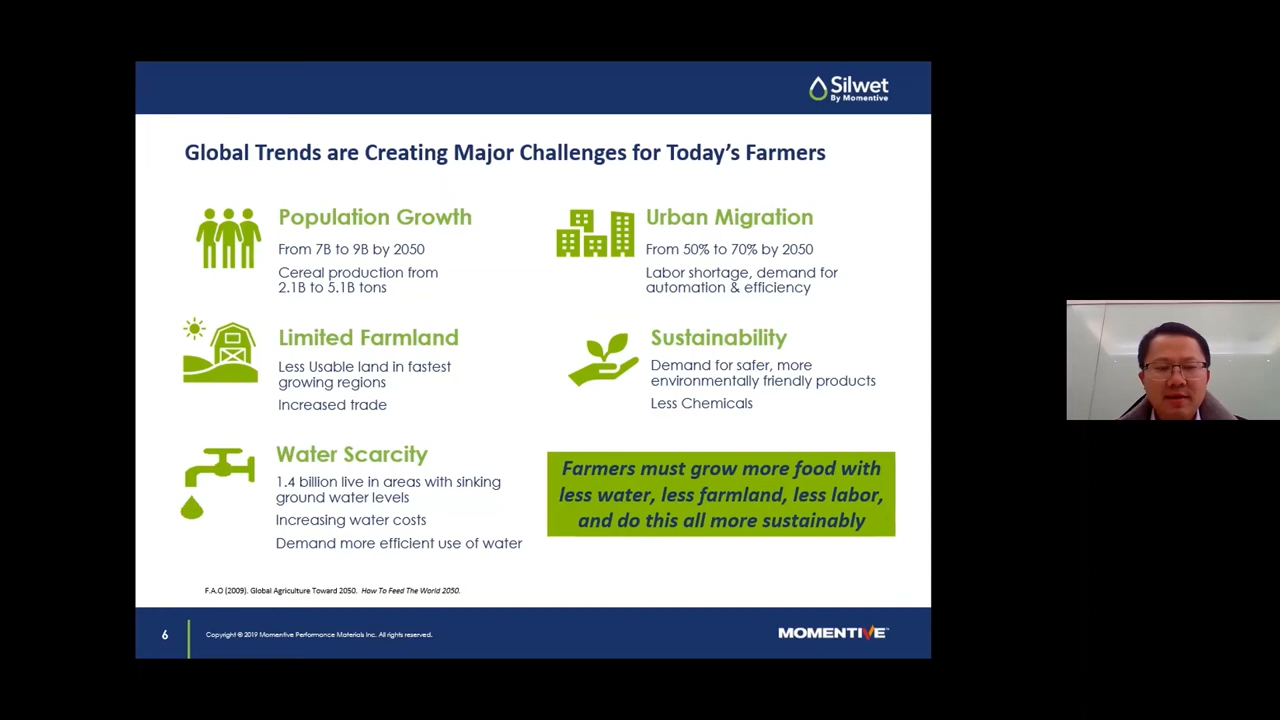 Silwet
By Momentive
Global Trends are Creating Major Challenges for Today's Farmers
Population Growth
From 7B to 9B by 2050
Cereal production from
2.1B to 5.1B tons
Urban Migration
From 50% to 70% by 2050
Labor shortage, demand for
automation & efficiency
Limited Farmland
Less Usable land in fastest
growing regions
Increased trade
Sustainability
Demand for safer, more
environmentally friendly products
Less Chemicals
Water Scarcity
1.4 billion live in areas with sinking
ground water levels
Increasing water costs
Demand more efficient use of water
Farmers must grow more food with
less water, less farmland, less labor,
and do this all more sustainably
F.A.O (2009). Global Agriculture Toward 2050. How To Feed The World 2050.
6
Copyright © 2019 Momentive Performance Materials Inc. All rights reserved.
MOMENTIVE™